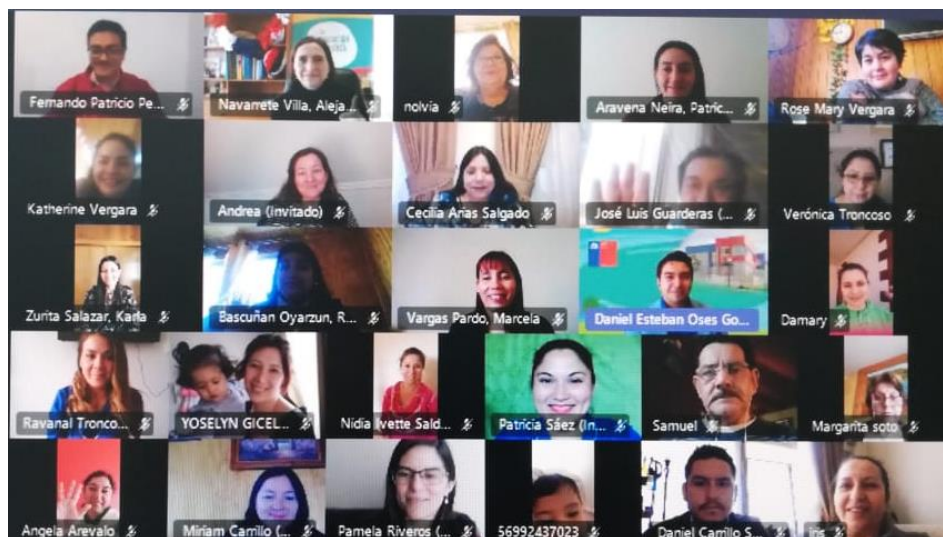 Fernando Patricio Pe...
Navarrete Villa, Aleja...
nolvia
Aravena Neira, Patric...
Rose Mary Vergara
Katherine Vergara
Andrea (Invitado)
Cecilia Arias Salgado
José Luis Guarderas (...
Verónica Troncoso
Zurita Salazar, Karla
Bascuñan Oyarzun, R...
Vargas Pardo, Marcela
Daniel Esteban Oses Go...
Damary
Ravanal Tronco...
YOSELYN GICEL...
Nidia Ivette Sald...
Patricia Sáez (In...
Samuel
Margarita soto
Angela Arevalo
Miriam Carrillo (...
Pamela Riveros (...
56992437023
Daniel Carrillo S...
Iris